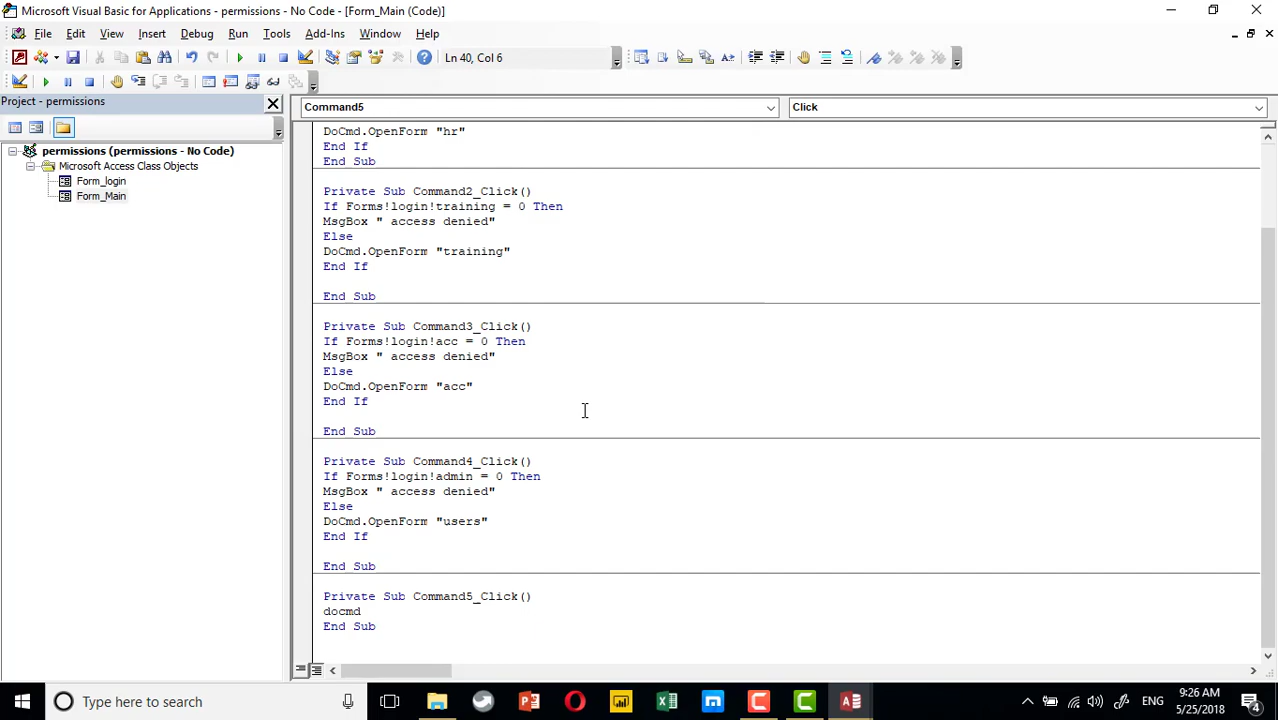 Microsoft Visual Basic for Applications - permissions - No Code - [Form_Main (Code)]
File Edit View Insert Format Debug Run Tools Add-Ins Window Help
Ln 40, Col 6
Project - permissions
Command5
Click
permissions (permissions - No Code)
Microsoft Access Class Objects
Form_login
Form_Main
DoCmd.OpenForm "hr"
End If
End Sub
Private Sub Command2_Click()
If Forms!login!training = 0 Then
MsgBox " access denied"
Else
DoCmd.OpenForm "training"
End If
End Sub
Private Sub Command3_Click()
If Forms!login!acc = 0 Then
MsgBox " access denied"
Else
DoCmd.OpenForm "acc"
End If
End Sub
Private Sub Command4_Click()
If Forms!login!admin = 0 Then
MsgBox " access denied"
Else
DoCmd.OpenForm "users"
End If
End Sub
Private Sub Command5_Click()
docmd
End Sub
Type here to search
ENG
9:26 AM
5/25/2018
4